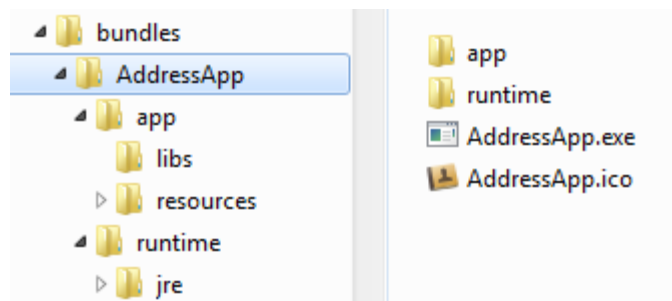 bundles
AddressApp
app
libs
resources
runtime
jre
app
runtime
AddressApp.exe
AddressApp.ico